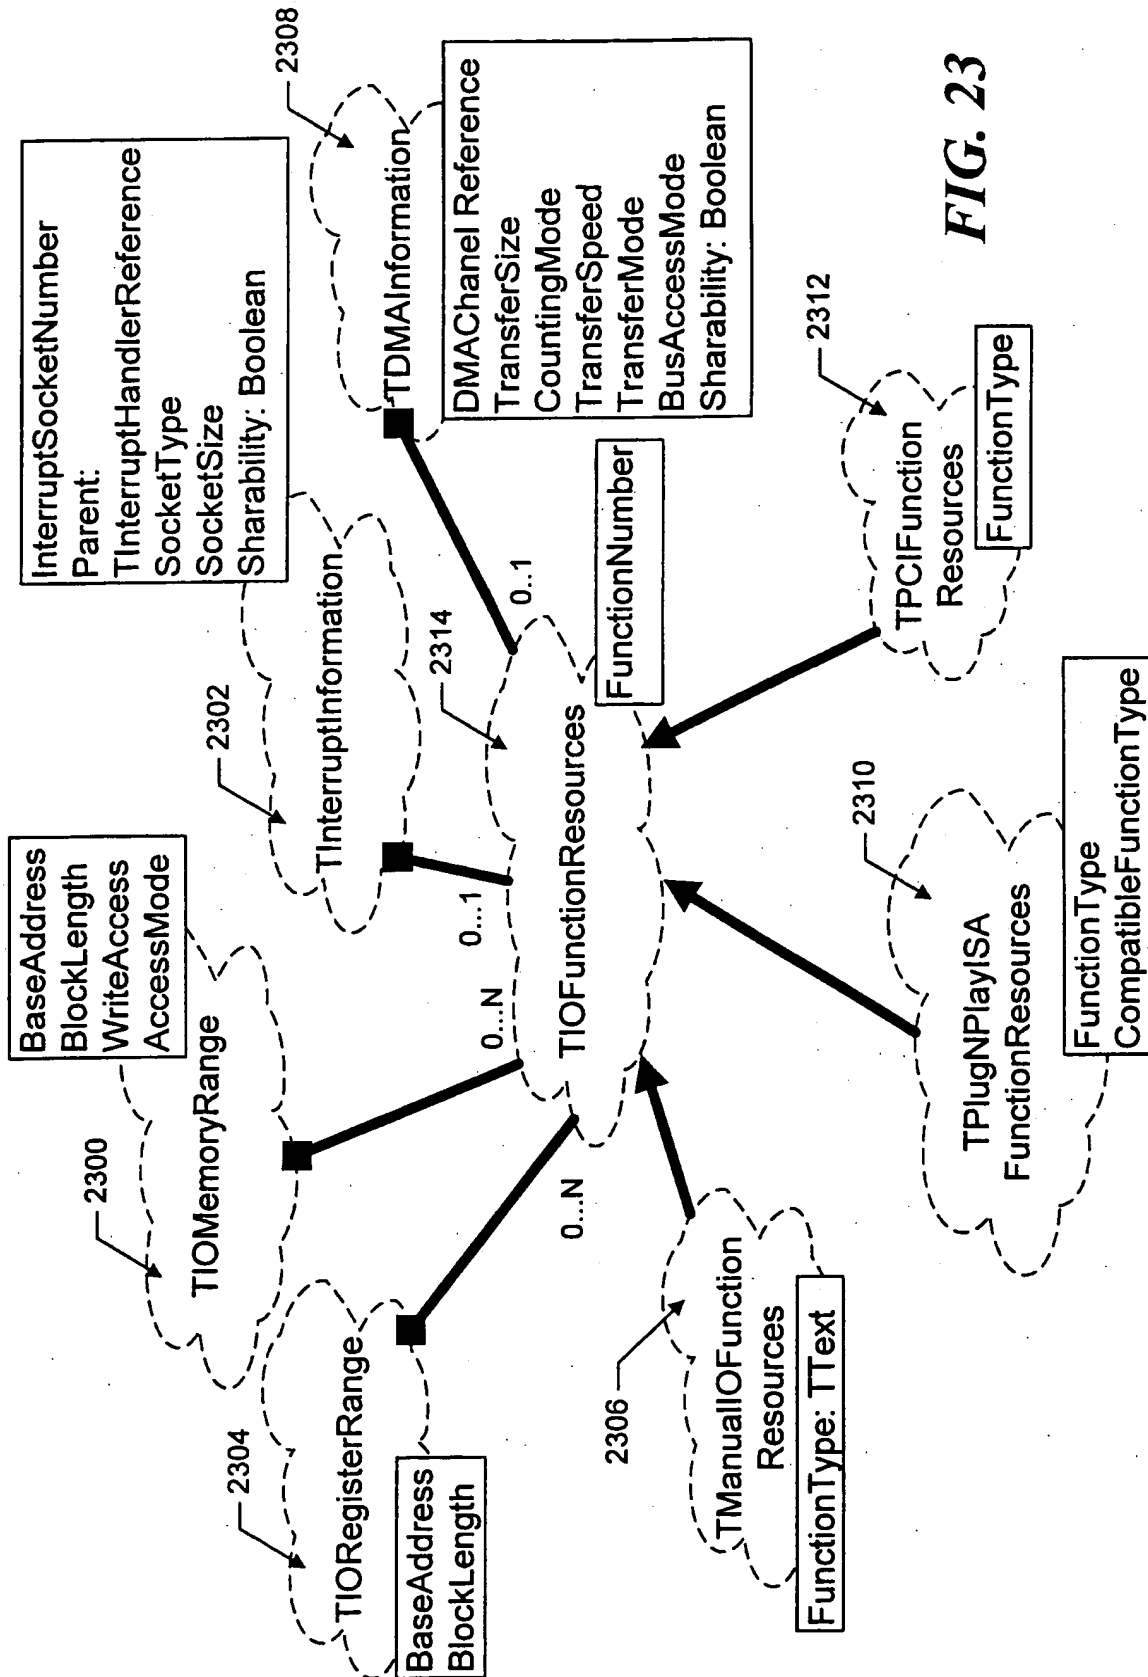 2300
TIOMemoryRange
BaseAddress
BlockLength
WriteAccess
AccessMode
2302
TInterruptInformation
InterruptSocketNumber
Parent:
TInterruptHandlerReference
SocketType
SocketSize
Sharability: Boolean
2304
TIORegisterRange
BaseAddress
BlockLength
0...N
0...N
0..1
0..1
2314
TIOFunctionResources
FunctionNumber
2308
TDMAInformation
DMAChanel Reference
TransferSize
CountingMode
TransferSpeed
TransferMode
BusAccessMode
Sharability: Boolean
2306
TManualIOFunction
Resources
FunctionType: TText
2310
TPlugNPlayISA
FunctionResources
FunctionType
CompatibleFunctionType
2312
TPCIFunction
Resources
FunctionType
FIG. 23